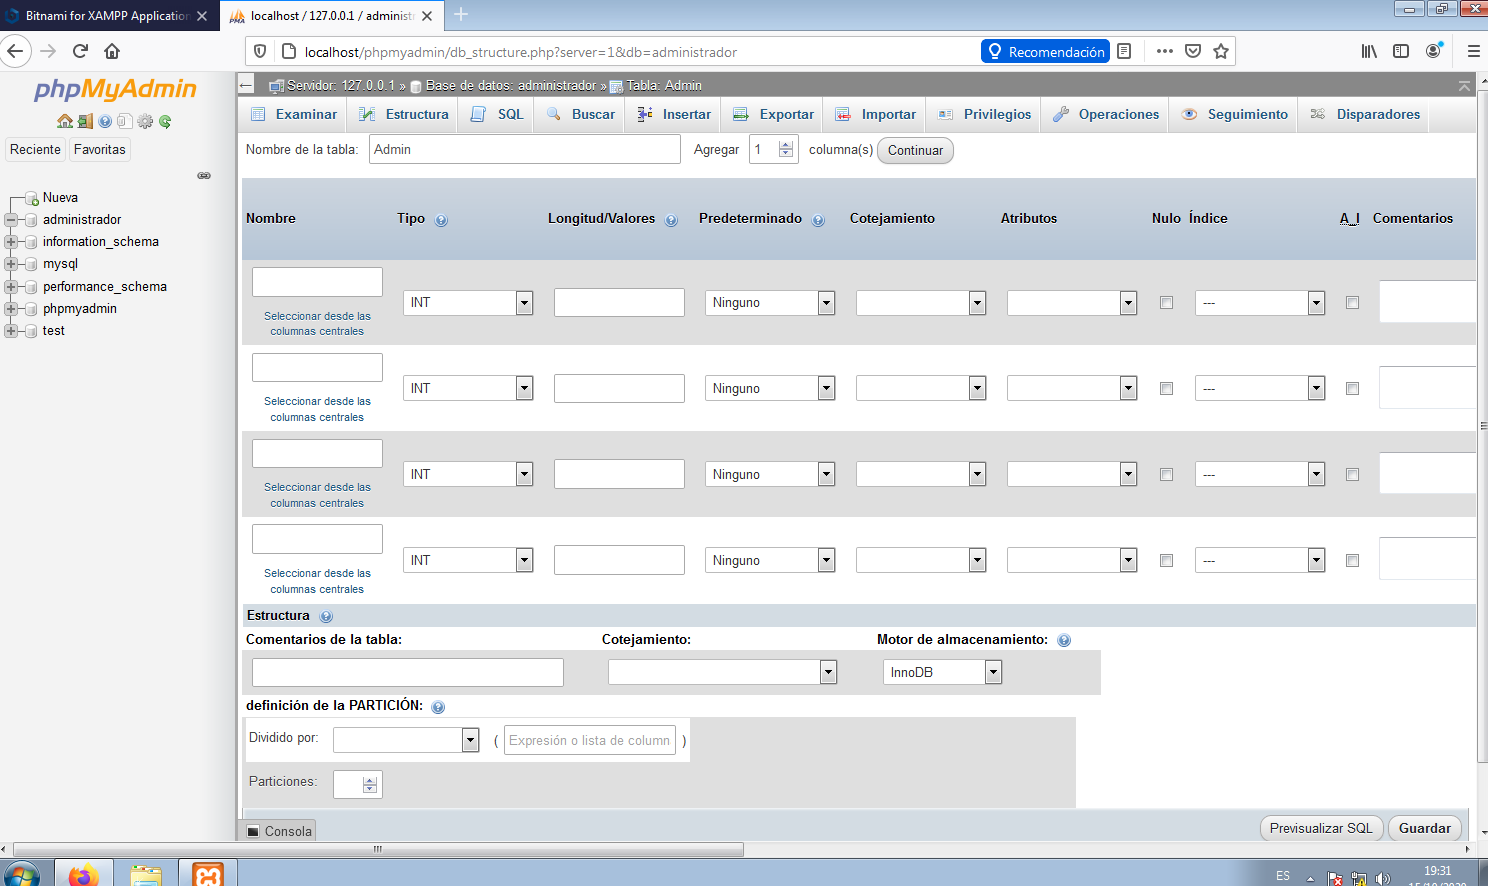 Bitnami for XAMPP Application
localhost / 127.0.0.1 / administ
localhost/phpmyadmin/db_structure.php?server=1&db=administrador
Recomendación
phpMyAdmin
Reciente
Favoritas
Nueva
administrador
information_schema
mysql
performance_schema
phpmyadmin
test
Servidor: 127.0.0.1 » Base de datos: administrador » Tabla: Admin
Examinar Estructura SQL Buscar Insertar Exportar Importar Privilegios Operaciones Seguimiento Disparadores
Nombre de la tabla: Admin Agregar 1 columna(s) Continuar
Nombre Tipo Longitud/Valores Predeterminado Cotejamiento Atributos Nulo Índice A_I Comentarios
INT Ninguno ---
Seleccionar desde las
columnas centrales
INT Ninguno ---
Seleccionar desde las
columnas centrales
INT Ninguno ---
Seleccionar desde las
columnas centrales
INT Ninguno ---
Seleccionar desde las
columnas centrales
Estructura
Comentarios de la tabla: Cotejamiento: Motor de almacenamiento:
InnoDB
definición de la PARTICIÓN:
Dividido por: ( Expresión o lista de column )
Particiones:
Consola
Previsualizar SQL Guardar
ES
19:31